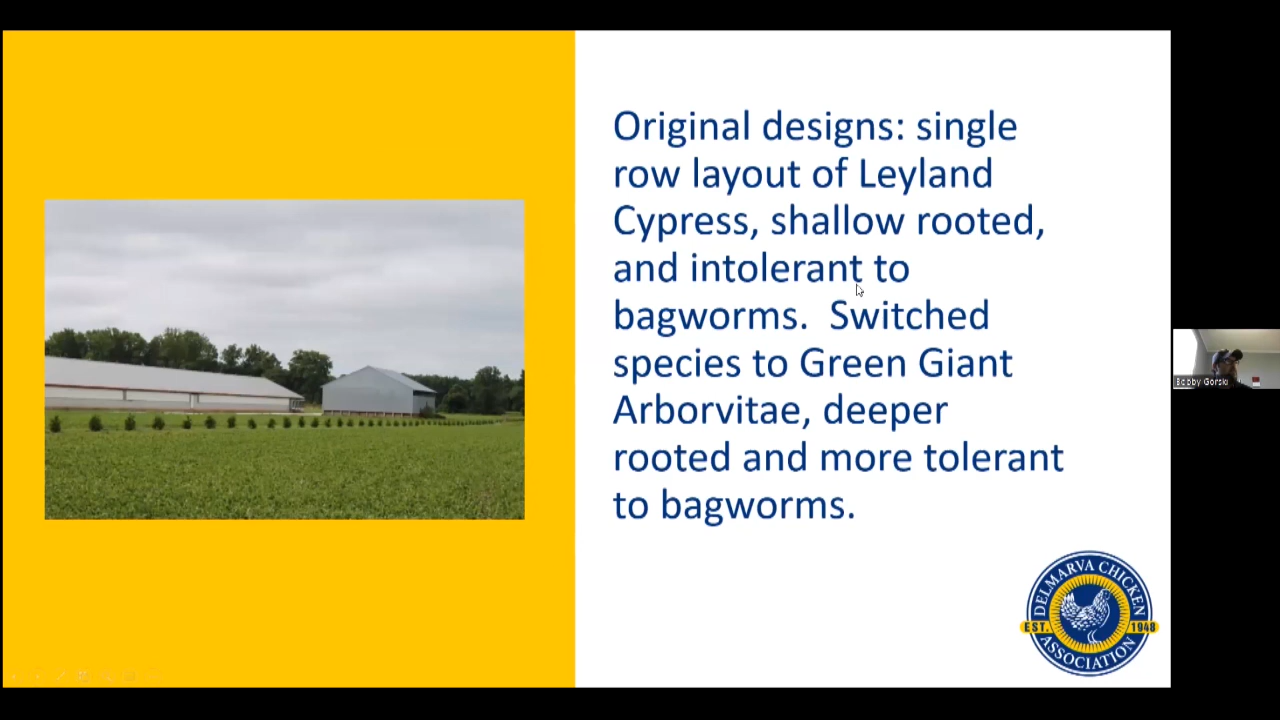 Original designs: single
row layout of Leyland
Cypress, shallow rooted,
and intolerant to
bagworms.  Switched
species to Green Giant
Arborvitae, deeper
rooted and more tolerant
to bagworms.
Bobby Gorski
DELMARVA CHICKEN
EST. 1948
ASSOCIATION